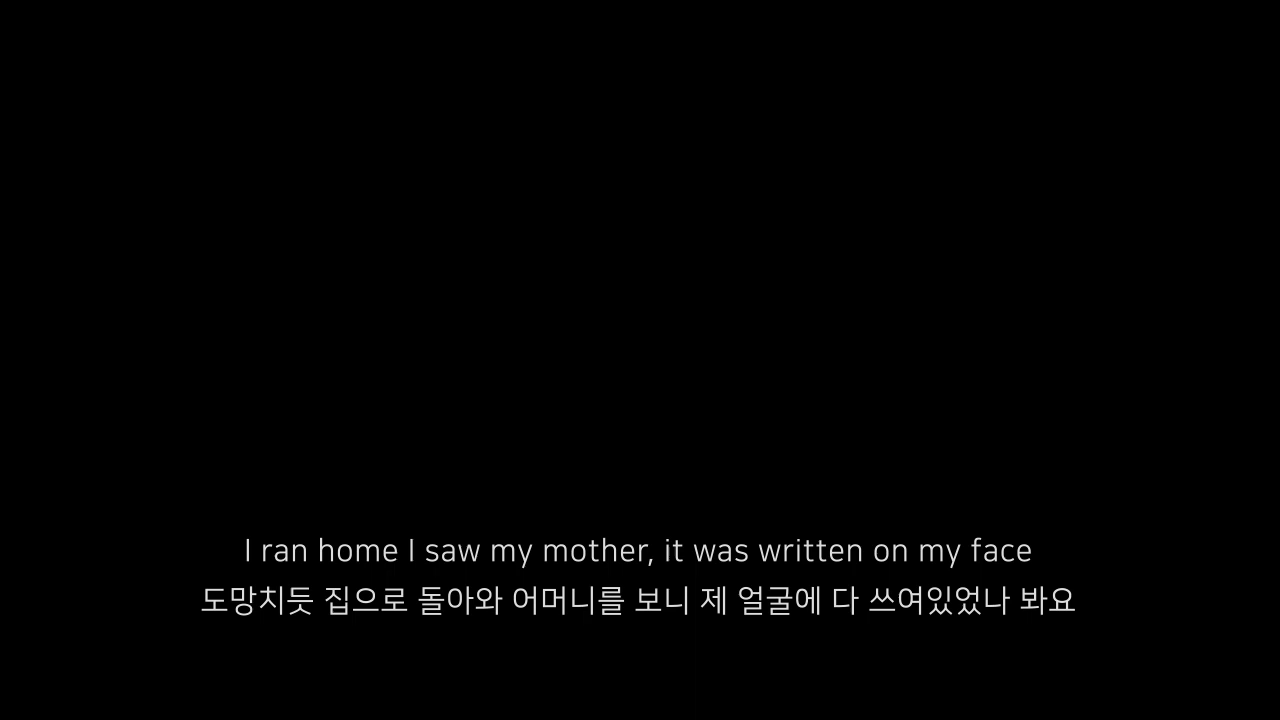 I ran home I saw my mother, it was written on my face
도망치듯 집으로 돌아와 어머니를 보니 제 얼굴에 다 쓰여있었나 봐요